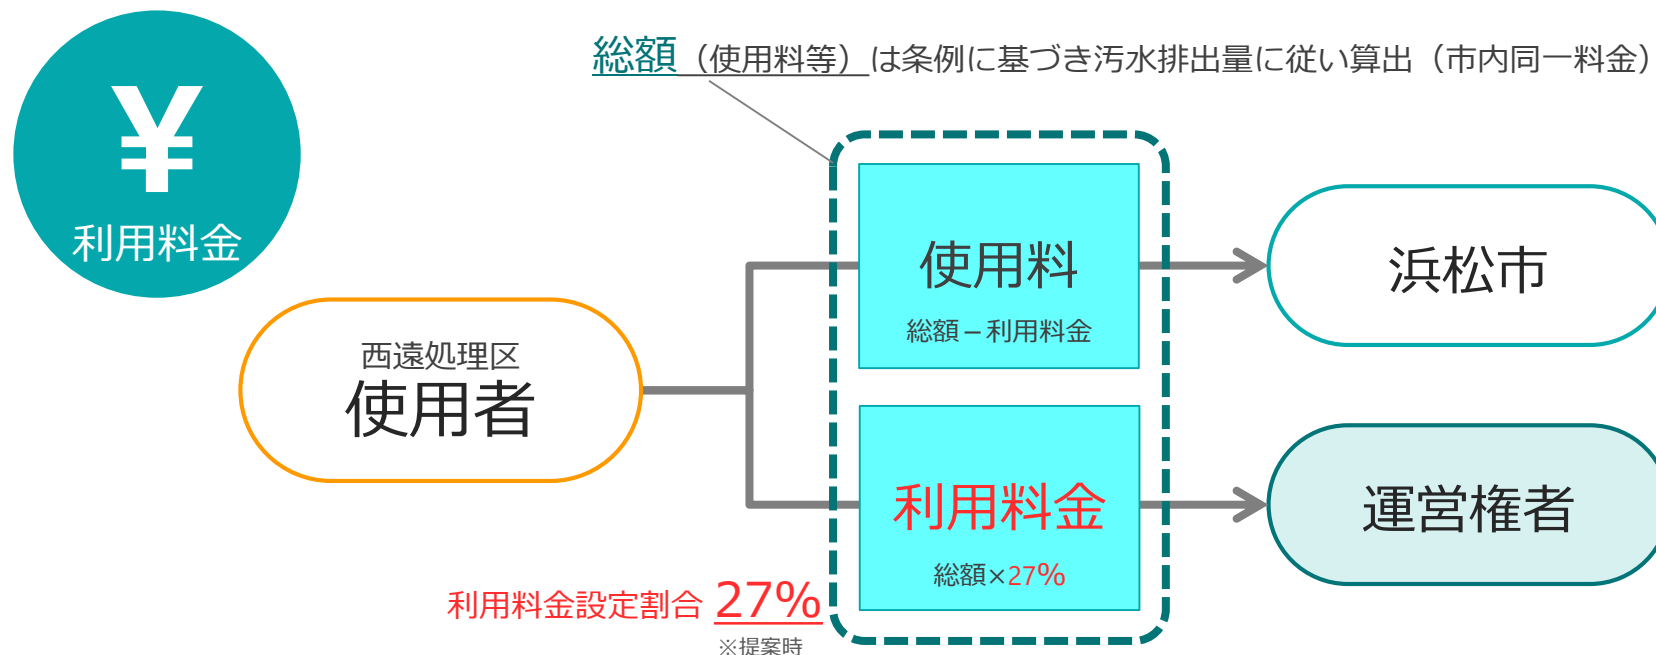 総額（使用料等）は条例に基づき汚水排出量に従い算出（市内同一料金）
¥
利用料金
使用料
総額－利用料金
浜松市
西遠処理区
使用者
利用料金
総額×27%
運営権者
利用料金設定割合 27%
※提案時